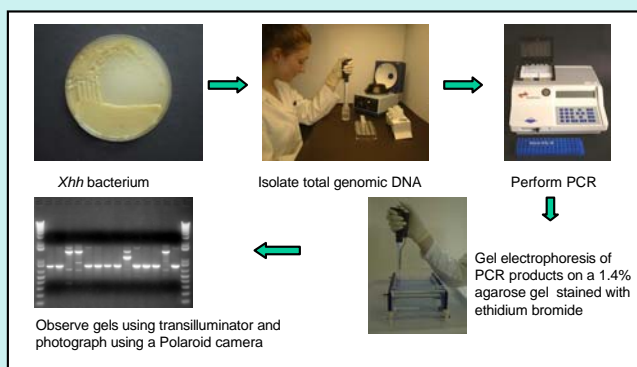 Xhh bacterium
Isolate total genomic DNA
Perform PCR
Gel electrophoresis of
PCR products on a 1.4%
agarose gel stained with
ethidium bromide
Observe gels using transilluminator and
photograph using a Polaroid camera